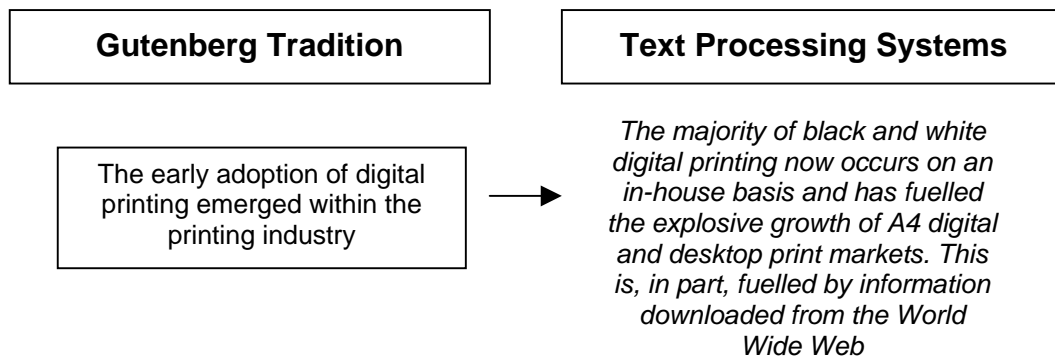 Gutenberg Tradition
Text Processing Systems
The early adoption of digital
printing emerged within the
printing industry
The majority of black and white
digital printing now occurs on an
in-house basis and has fuelled
the explosive growth of A4 digital
and desktop print markets. This
is, in part, fuelled by information
downloaded from the World
Wide Web